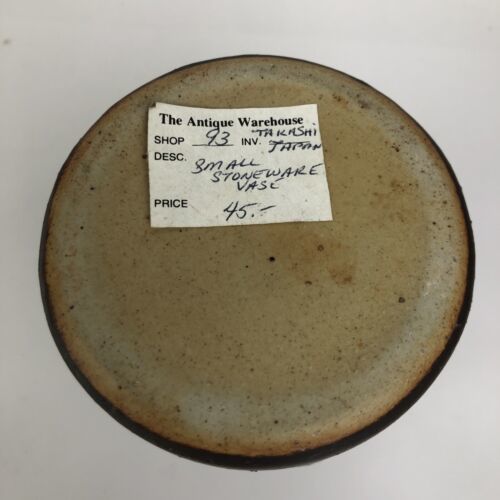 The Antique Warehouse
SHOP 93 INV. TAKASHI
JAPAN
DESC. SMALL
STONEWARE
VASE
PRICE 45.-